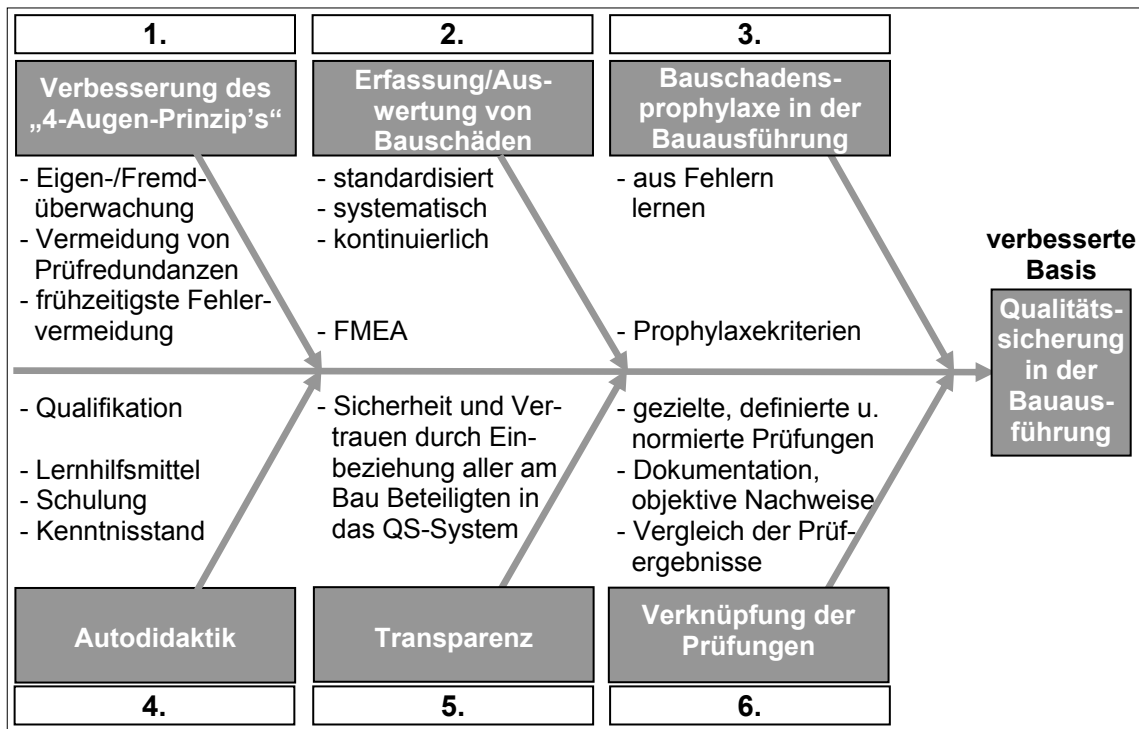 1.
Verbesserung des
„4-Augen-Prinzip's“
- Eigen-/Fremd-
überwachung
- Vermeidung von
Prüfredundanzen
- frühzeitigste Fehler-
vermeidung
2.
Erfassung/Aus-
wertung von
Bauschäden
- standardisiert
- systematisch
- kontinuierlich
- FMEA
3.
Bauschadens-
prophylaxe in der
Bauausführung
- aus Fehlern
lernen
- Prophylaxekriterien
verbesserte
Basis
Qualitäts-
sicherung
in der
Bauaus-
führung
- Qualifikation
- Lernhilfsmittel
- Schulung
- Kenntnisstand
Autodidaktik
4.
- Sicherheit und Ver-
trauen durch Ein-
beziehung aller am
Bau Beteiligten in
das QS-System
Transparenz
5.
- gezielte, definierte u.
normierte Prüfungen
- Dokumentation,
objektive Nachweise
- Vergleich der Prüf-
ergebnisse
Verknüpfung der
Prüfungen
6.